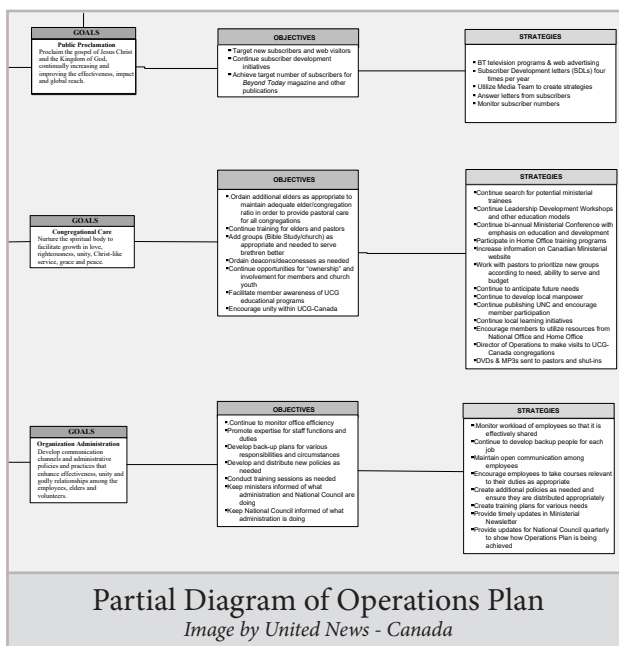 GOALS
Public Proclamation
Proclaim the gospel of Jesus Christ
and the Kingdom of God,
continually increasing and
improving the effectiveness, impact
and global reach.
OBJECTIVES
▪ Target new subscribers and web visitors
▪ Continue subscriber development
initiatives
▪ Achieve target number of subscribers for
Beyond Today magazine and other
publications
STRATEGIES
▪ BT television programs & web advertising
▪ Subscriber Development letters (SDLs) four
times per year
▪ Utilize Media Team to create strategies
▪ Answer letters from subscribers
▪ Monitor subscriber numbers
GOALS
Congregational Care
Nurture the spiritual body to
facilitate growth in love,
righteousness, unity, Christ-like
service, grace and peace.
OBJECTIVES
▪.Ordain additional elders as appropriate to
maintain adequate elder/congregation
ratio in order to provide pastoral care for
all congregations
▪Continue training for elders and pastors
▪Add groups (Bible Study/church) as
appropriate and needed to serve
brethren better
▪Ordain deacons/deaconesses as needed
▪Continue opportunities for “ownership” and
involvement for members and church
youth
▪Facilitate member awareness of UCG
educational programs
▪Encourage unity within UCG-Canada
STRATEGIES
▪Continue search for potential ministerial
trainees
▪Continue Leadership Development Workshops
and other education models
▪Continue bi-annual Ministerial Conference with
emphasis on education and development
▪Participate in Home Office training programs
▪Increase information on Canadian Ministerial
website
▪Work with pastors to prioritize new groups
according to need, ability to serve and
budget
▪Continue to anticipate future needs
▪Continue to develop local manpower
▪Continue publishing UNC and encourage
member participation
▪Continue local learning initiatives
▪Encourage members to utilize resources from
National Office and Home Office
▪Director of Operations to make visits to UCG-
Canada congregations
▪DVDs & MP3s sent to pastors and shut-ins
GOALS
Organization Administration
Develop communication
channels and administrative
policies and practices that
enhance effectiveness, unity and
godly relationships among the
employees, elders and
volunteers.
OBJECTIVES
▪.Continue to monitor office efficiency
▪Promote expertise for staff functions and
duties
▪Develop back-up plans for various
responsibilities and circumstances
▪Develop and distribute new policies as
needed
▪Conduct training sessions as needed
▪Keep ministers informed of what
administration and National Council are
doing
▪Keep National Council informed of what
administration is doing
STRATEGIES
▪Monitor workload of employees so that it is
effectively shared
▪Continue to develop backup people for each
job
▪Maintain open communication among
employees
▪Encourage employees to take courses relevant
to their duties as appropriate
▪Create additional policies as needed and
ensure they are distributed appropriately
▪Create training plans for various needs
▪Provide timely updates in Ministerial
Newsletter
▪Provide updates for National Council quarterly
to show how Operations Plan is being
achieved
Partial Diagram of Operations Plan
Image by United News - Canada